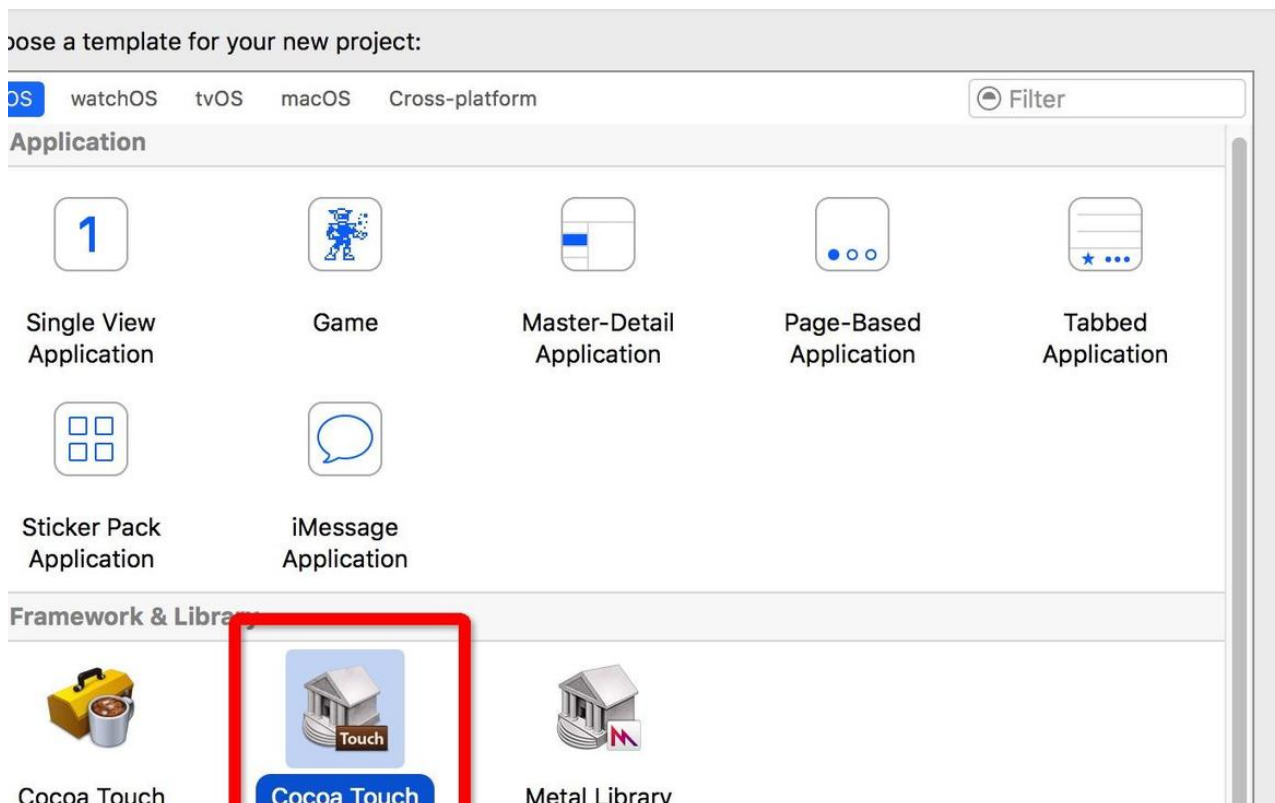 oose a template for your new project:
OS watchOS tvOS macOS Cross-platform Filter
Application
1
Single View Game Master-Detail Page-Based Tabbed
Application Application Application Application
Sticker Pack iMessage
Application Application
Framework & Library
Touch
Cocoa Touch Cocoa Touch Metal Library